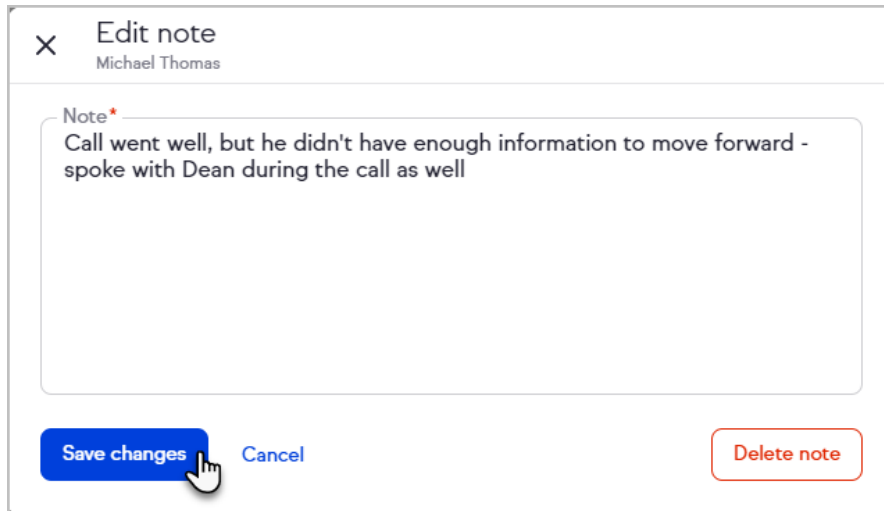 Edit note
Michael Thomas
Note*
Call went well, but he didn't have enough information to move forward -
spoke with Dean during the call as well
Save changes
Cancel
Delete note